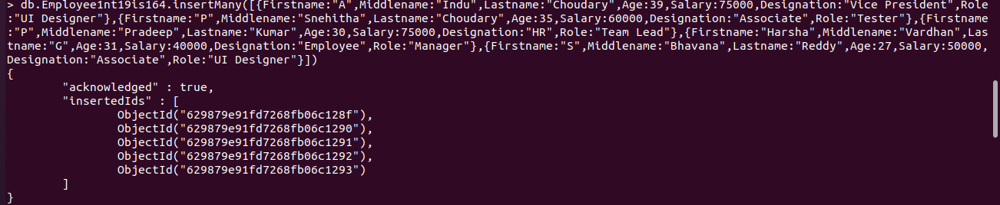 > db.Employee1nt19is164.insertMany([{Firstname:"A",Middlename:"Indu",Lastname:"Choudary",Age:39,Salary:75000,Designation:"Vice President",Role
:"UI Designer"},{Firstname:"P",Middlename:"Snehitha",Lastname:"Choudary",Age:35,Salary:60000,Designation:"Associate",Role:"Tester"},{Firstname
:"P",Middlename:"Pradeep",Lastname:"Kumar",Age:30,Salary:75000,Designation:"HR",Role:"Team Lead"},{Firstname:"Harsha",Middlename:"Vardhan",Las
tname:"G",Age:31,Salary:40000,Designation:"Employee",Role:"Manager"},{Firstname:"S",Middlename:"Bhavana",Lastname:"Reddy",Age:27,Salary:50000,
Designation:"Associate",Role:"UI Designer"}])
{
"acknowledged" : true,
"insertedIds" : [
ObjectId("629879e91fd7268fb06c128f"),
ObjectId("629879e91fd7268fb06c1290"),
ObjectId("629879e91fd7268fb06c1291"),
ObjectId("629879e91fd7268fb06c1292"),
ObjectId("629879e91fd7268fb06c1293")
]
}